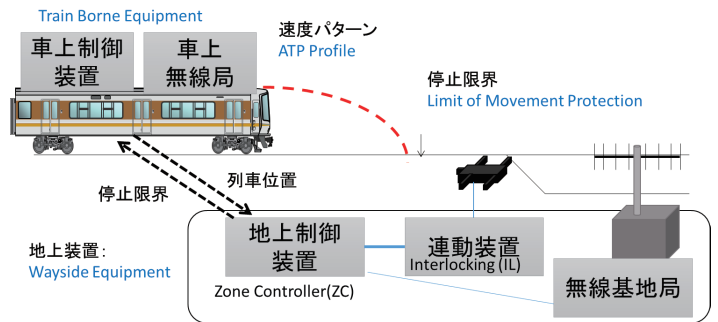 Train Borne Equipment
車上制御
装置
車上
無線局
速度パターン
ATP Profile
停止限界
Limit of Movement Protection
停止限界
列車位置
地上装置：
Wayside Equipment
地上制御
装置
Zone Controller(ZC)
連動装置
Interlocking (IL)
無線基地局